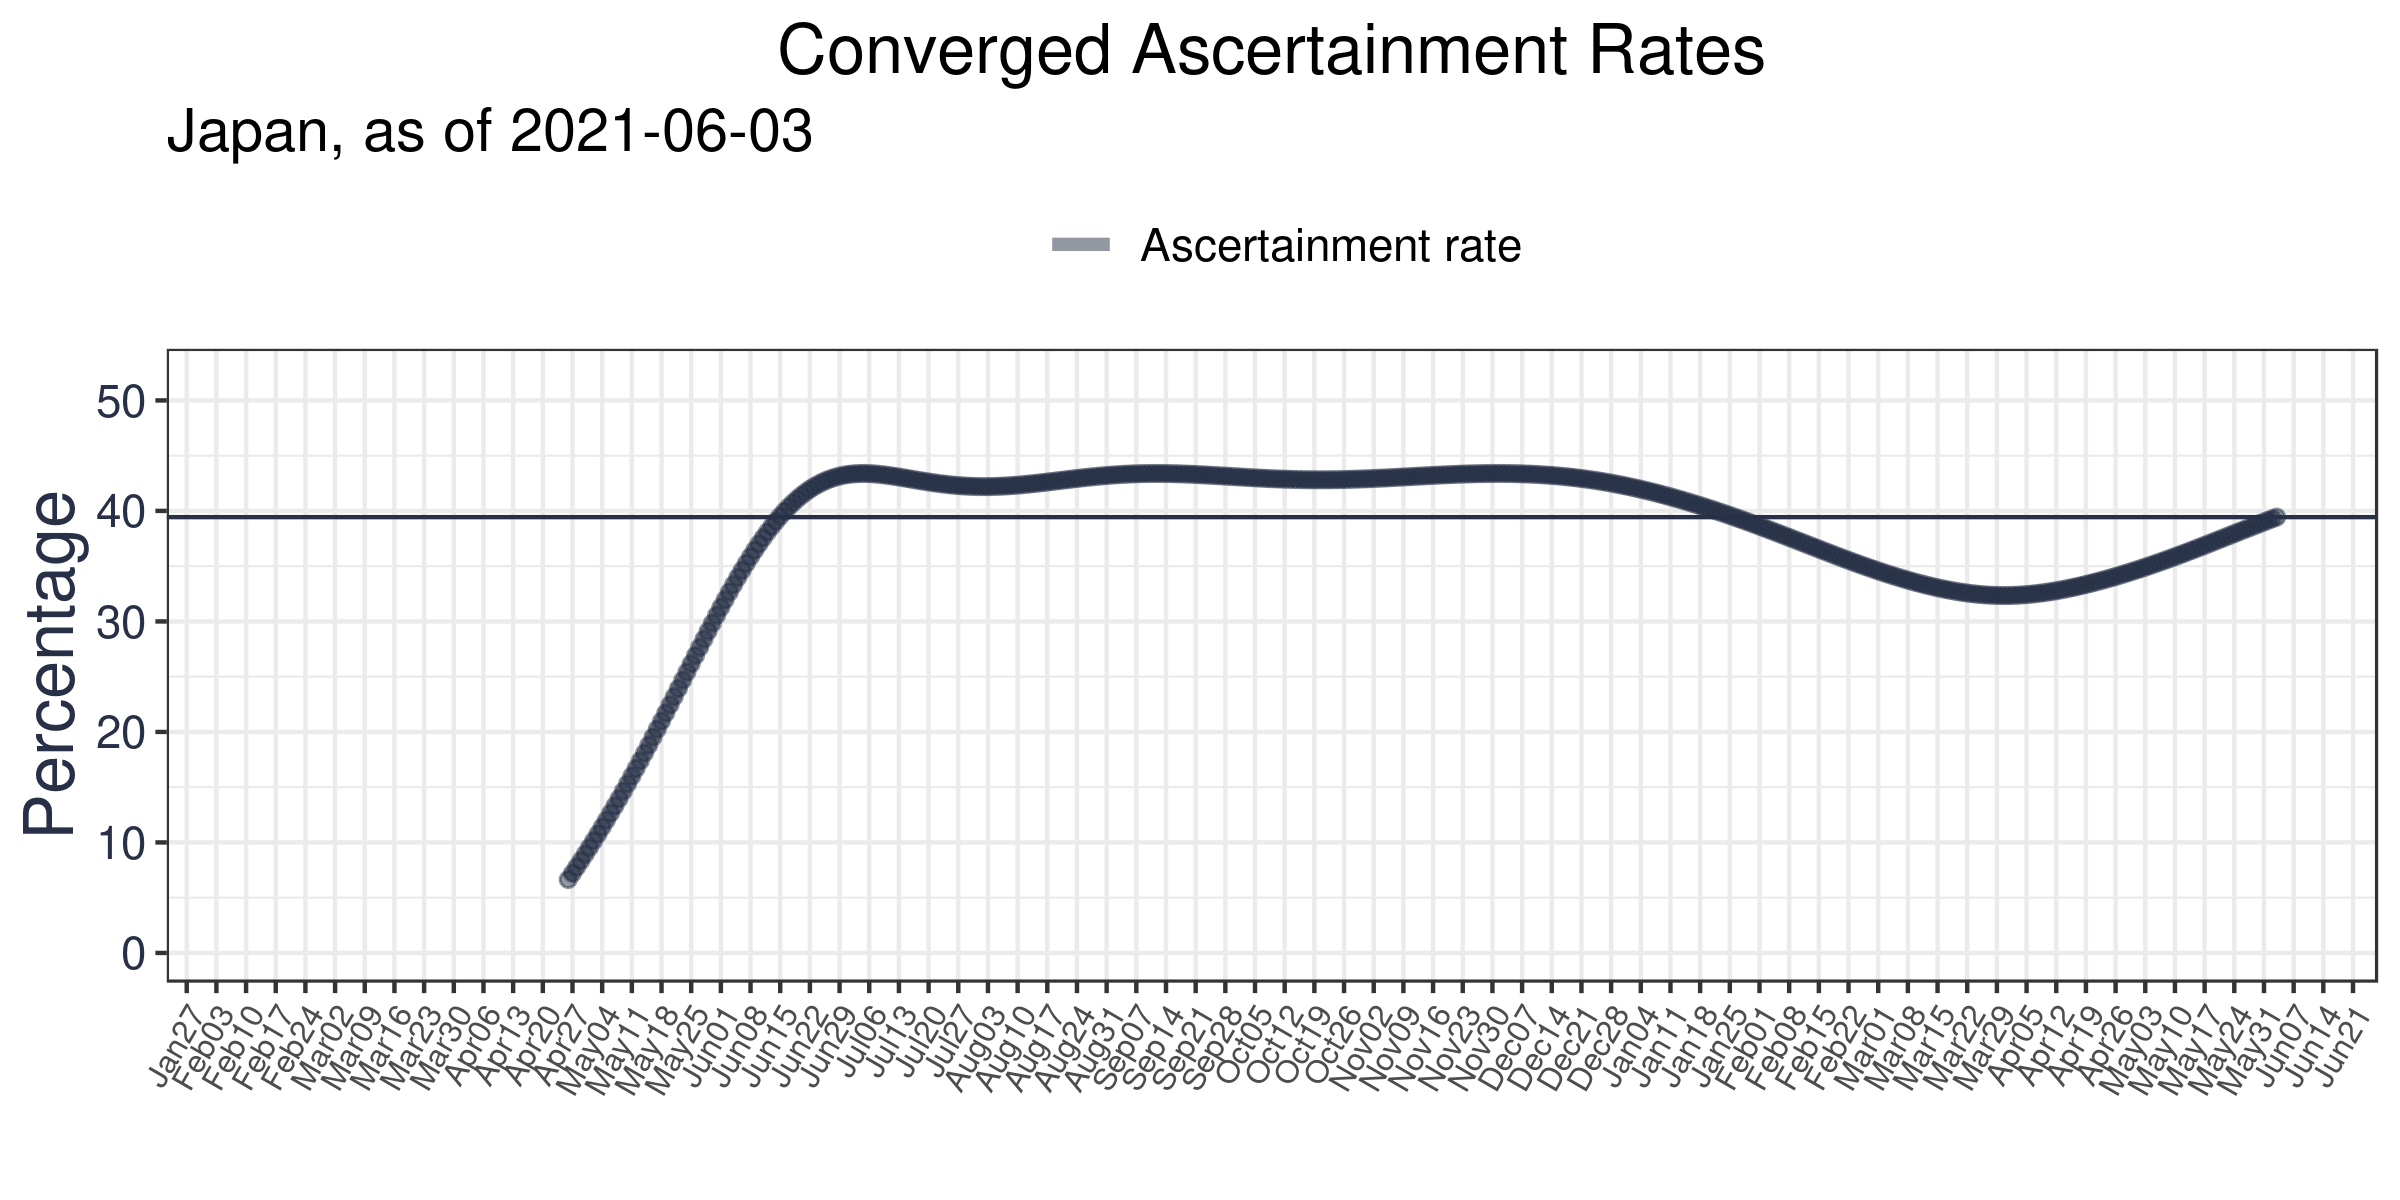 Converged Ascertainment Rates
Japan, as of 2021-06-03
Ascertainment rate
Percentage
50
40
30
20
10
0
Jan27
Feb03
Feb10
Feb17
Feb24
Mar02
Mar09
Mar16
Mar23
Mar30
Apr06
Apr13
Apr20
Apr27
May04
May11
May18
May25
Jun01
Jun08
Jun15
Jun22
Jun29
Jul06
Jul13
Jul20
Jul27
Aug03
Aug10
Aug17
Aug24
Aug31
Sep07
Sep14
Sep21
Sep28
Oct05
Oct12
Oct19
Oct26
Nov02
Nov09
Nov16
Nov23
Nov30
Dec07
Dec14
Dec21
Dec28
Jan04
Jan11
Jan18
Jan25
Feb01
Feb08
Feb15
Feb22
Mar01
Mar08
Mar15
Mar22
Mar29
Apr05
Apr12
Apr19
Apr26
May03
May10
May17
May24
May31
Jun07
Jun14
Jun21